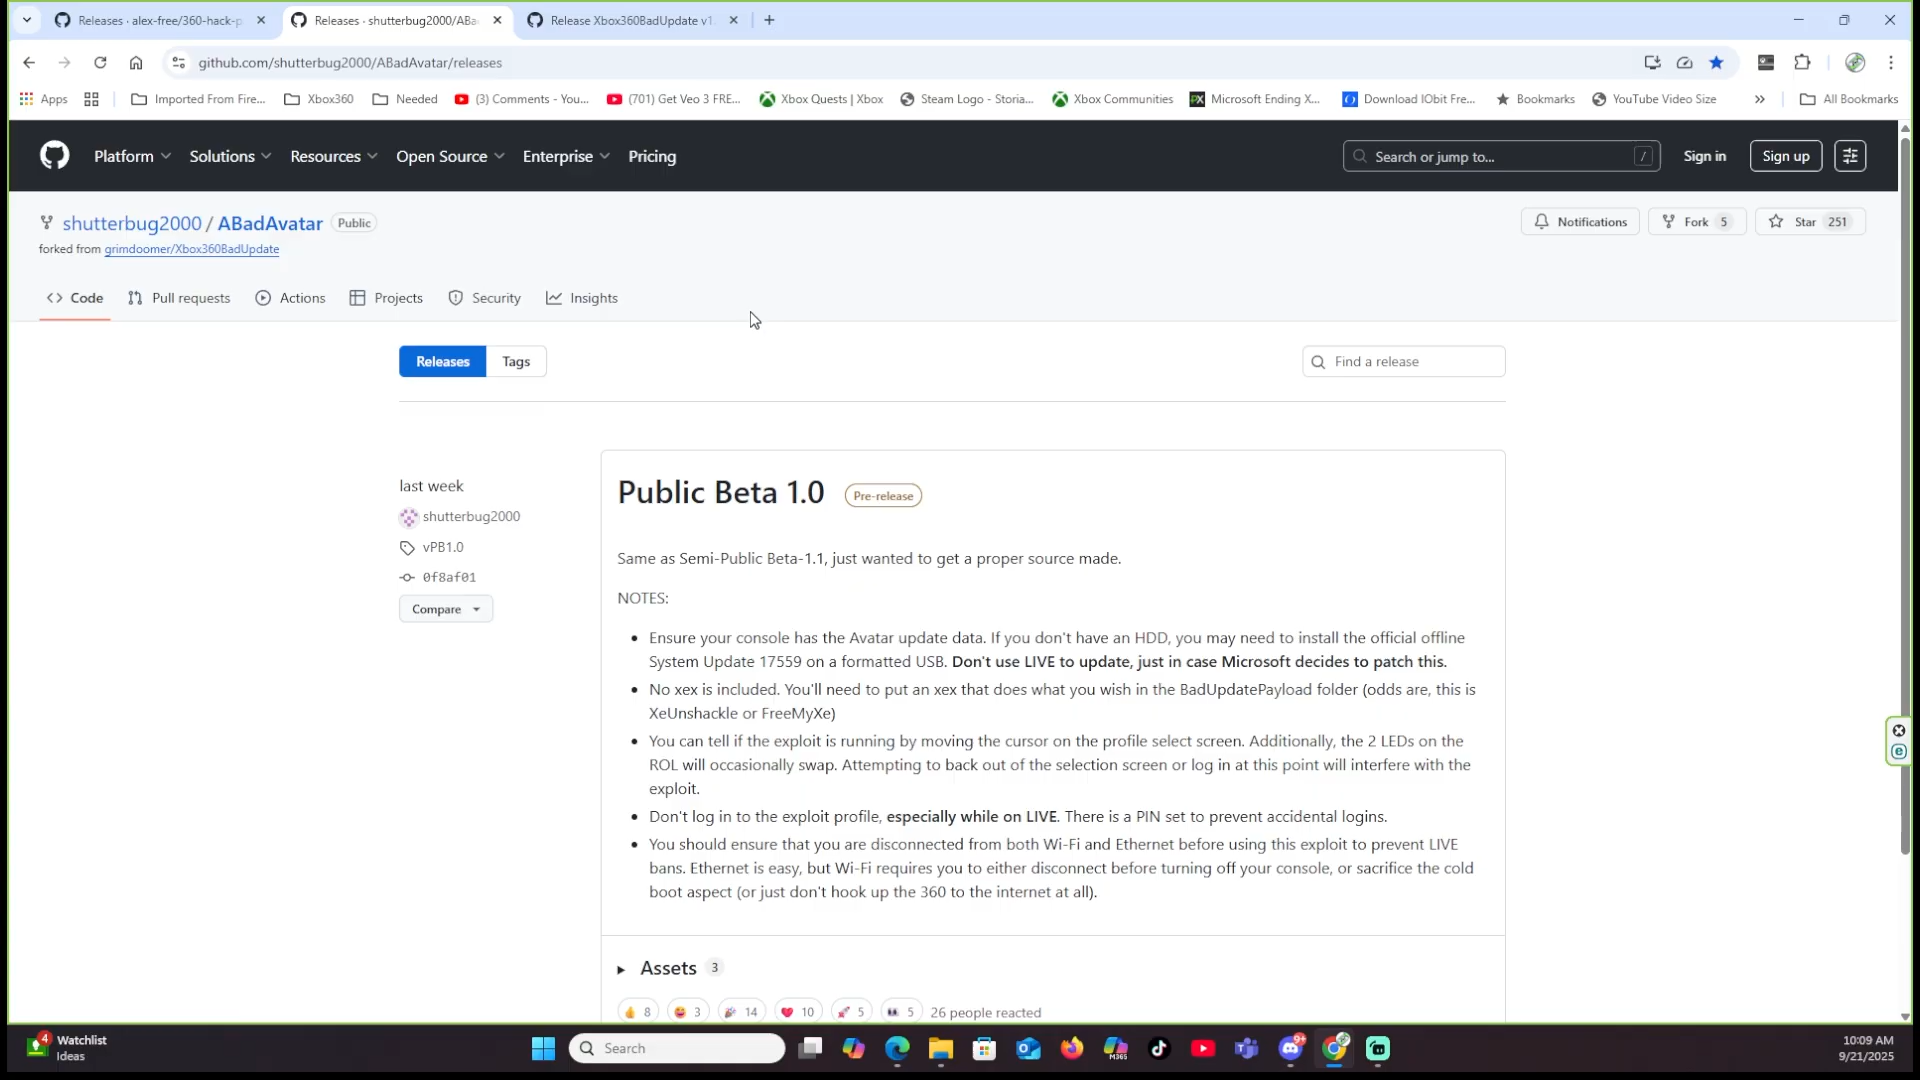 Releases · alex-free/360-hack-p
Releases · shutterbug2000/ABa
Release Xbox360BadUpdate v1.
github.com/shutterbug2000/ABadAvatar/releases
Apps
Imported From Fire...
Xbox360
Needed
(3) Comments - You...
(701) Get Veo 3 FRE...
Xbox Quests | Xbox
Steam Logo - Storia...
Xbox Communities
Microsoft Ending X...
Download IObit Fre...
Bookmarks
YouTube Video Size
All Bookmarks
Platform
Solutions
Resources
Open Source
Enterprise
Pricing
Search or jump to...
/
Sign in
Sign up
shutterbug2000 / ABadAvatar Public
forked from grimdoomer/Xbox360BadUpdate
Notifications
Fork 5
Star 251
Code
Pull requests
Actions
Projects
Security
Insights
Releases
Tags
Find a release
last week
shutterbug2000
vPB1.0
0f8af01
Compare
Public Beta 1.0 Pre-release
Same as Semi-Public Beta-1.1, just wanted to get a proper source made.
NOTES:
• Ensure your console has the Avatar update data. If you don't have an HDD, you may need to install the official offline
System Update 17559 on a formatted USB. Don't use LIVE to update, just in case Microsoft decides to patch this.
• No xex is included. You'll need to put an xex that does what you wish in the BadUpdatePayload folder (odds are, this is
XeUnshackle or FreeMyXe)
• You can tell if the exploit is running by moving the cursor on the profile select screen. Additionally, the 2 LEDs on the
ROL will occasionally swap. Attempting to back out of the selection screen or log in at this point will interfere with the
exploit.
• Don't log in to the exploit profile, especially while on LIVE. There is a PIN set to prevent accidental logins.
• You should ensure that you are disconnected from both Wi-Fi and Ethernet before using this exploit to prevent LIVE
bans. Ethernet is easy, but Wi-Fi requires you to either disconnect before turning off your console, or sacrifice the cold
boot aspect (or just don't hook up the 360 to the internet at all).
Assets 3
8
3
14
10
5
5
26 people reacted
4
Watchlist
Ideas
Search
M365
9+
10:09 AM
9/21/2025